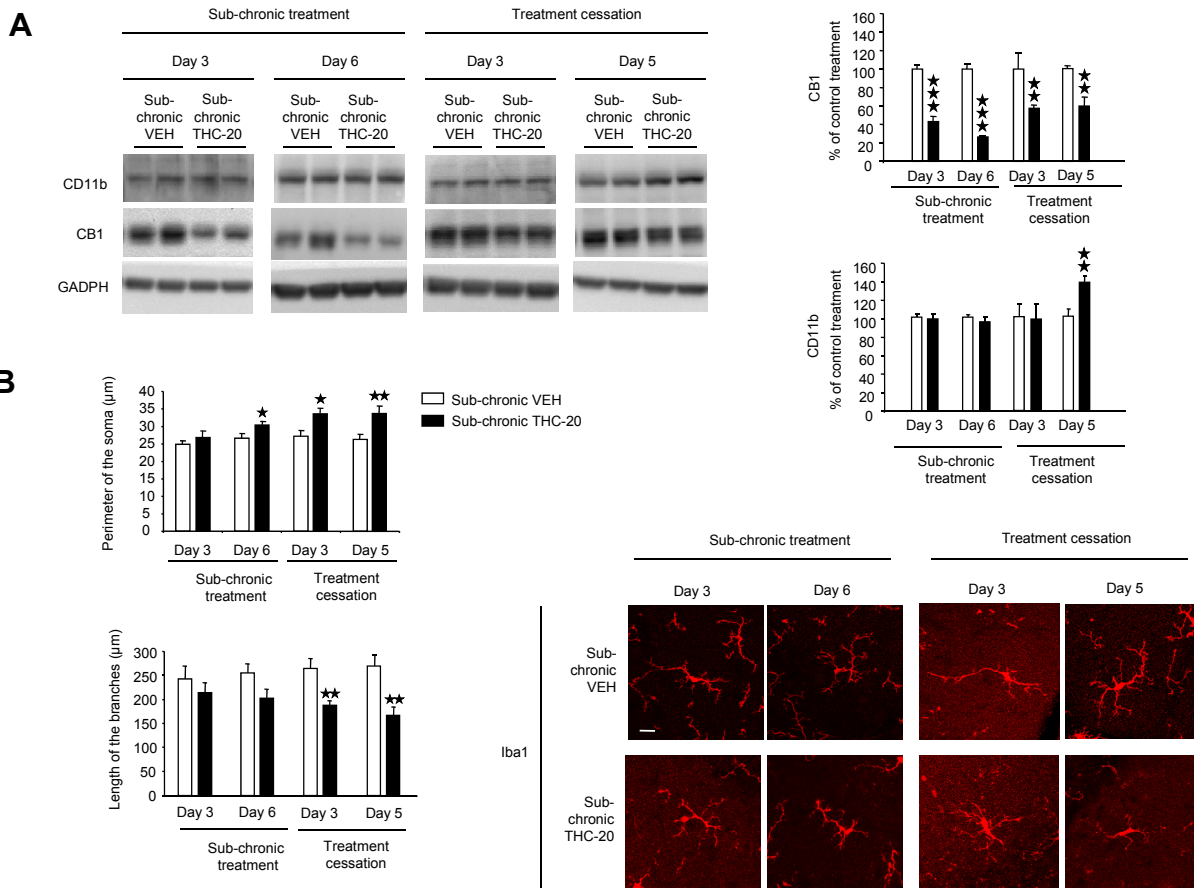 A
Sub-chronic treatment
Treatment cessation
Day 3
Day 6
Day 3
Day 5
Sub-
chronic
VEH
Sub-
chronic
THC-20
Sub-
chronic
VEH
Sub-
chronic
THC-20
Sub-
chronic
VEH
Sub-
chronic
THC-20
Sub-
chronic
VEH
Sub-
chronic
THC-20
CD11b
CB1
GADPH
CB1
% of control treatment
160
140
120
100
80
60
40
20
0
★★★
★★★
★★
★★
Day 3
Day 6
Day 3
Day 5
Sub-chronic
treatment
Treatment
cessation
CD11b
% of control treatment
160
140
120
100
80
60
40
20
0
★★
Day 3
Day 6
Day 3
Day 5
Sub-chronic
treatment
Treatment
cessation
B
Perimeter of the soma (µm)
40
35
30
25
20
15
10
5
0
★
★
★★
Day 3
Day 6
Day 3
Day 5
Sub-chronic
treatment
Treatment
cessation
Sub-chronic VEH
Sub-chronic THC-20
Length of the branches (µm)
300
250
200
150
100
50
0
★★
★★
Day 3
Day 6
Day 3
Day 5
Sub-chronic
treatment
Treatment
cessation
Iba1
Sub-chronic treatment
Treatment cessation
Day 3
Day 6
Day 3
Day 5
Sub-
chronic
VEH
Sub-
chronic
THC-20